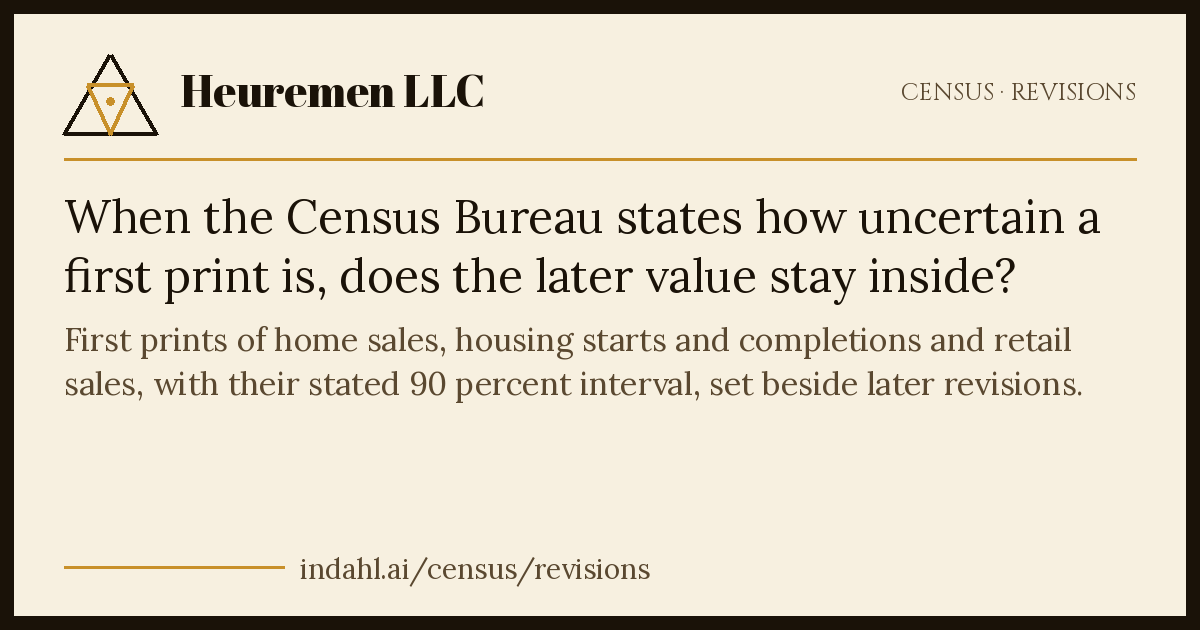 Heuremen LLC
CENSUS · REVISIONS
When the Census Bureau states how uncertain a
first print is, does the later value stay inside?
First prints of home sales, housing starts and completions and retail
sales, with their stated 90 percent interval, set beside later revisions.
indahl.ai/census/revisions